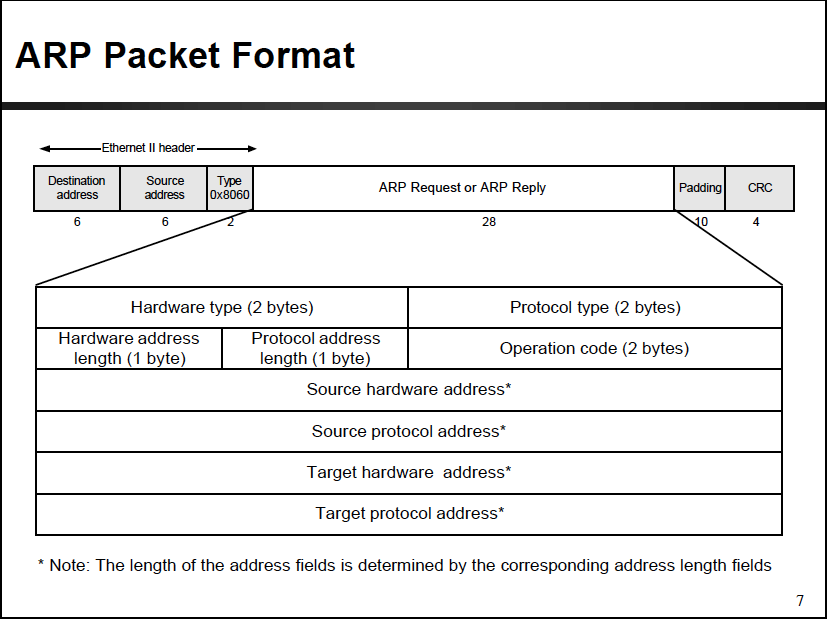 ARP Packet Format
Ethernet II header
Destination address
Source address
Type 0x8060
ARP Request or ARP Reply
Padding
CRC
6
6
2
28
10
4
Hardware type (2 bytes)
Protocol type (2 bytes)
Hardware address
length (1 byte)
Protocol address
length (1 byte)
Operation code (2 bytes)
Source hardware address*
Source protocol address*
Target hardware address*
Target protocol address*
* Note: The length of the address fields is determined by the corresponding address length fields
7